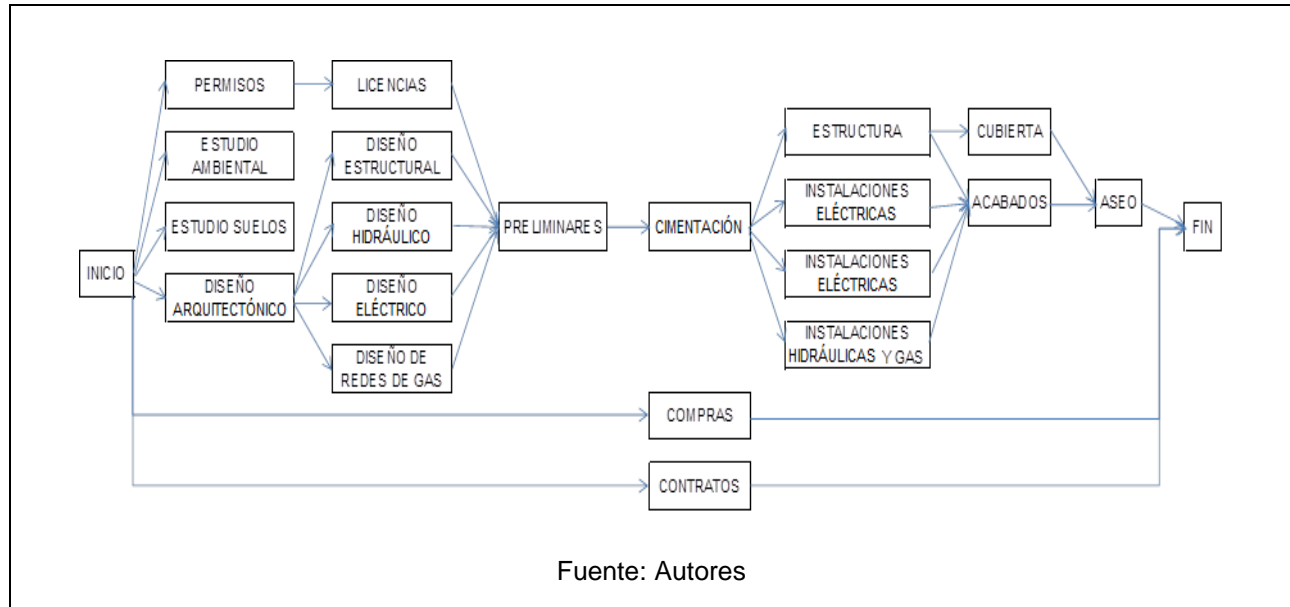 INICIO
PERMISOS
ESTUDIO
AMBIENTAL
ESTUDIO SUELOS
DISEÑO
ARQUITECTÓNICO
LICENCIAS
DISEÑO
ESTRUCTURAL
DISEÑO
HIDRÁULICO
DISEÑO
ELÉCTRICO
DISEÑO DE
REDES DE GAS
PRELIMINARES
CIMENTACIÓN
ESTRUCTURA
INSTALACIONES
ELÉCTRICAS
INSTALACIONES
ELÉCTRICAS
INSTALACIONES
HIDRÁULICAS Y GAS
CUBIERTA
ACABADOS
ASEO
FIN
COMPRAS
CONTRATOS
Fuente: Autores